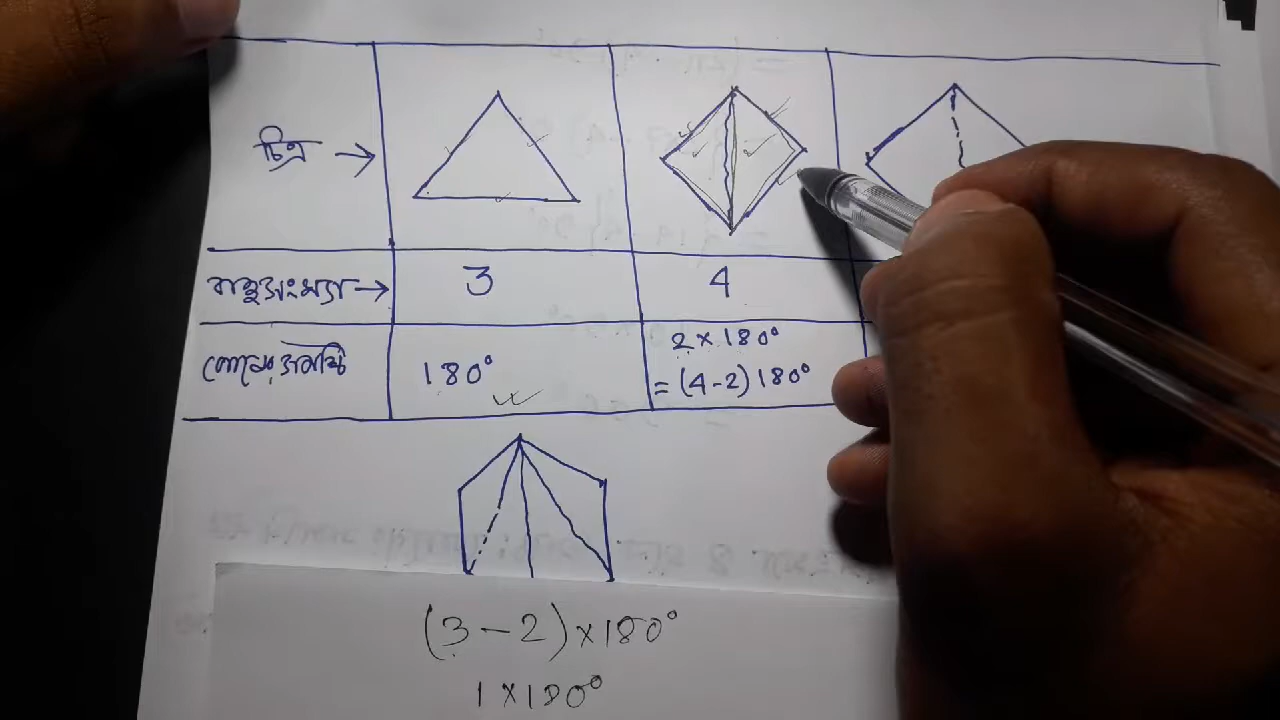 চিত্র →
বাহুসংখ্যা → 3 4
কোণের সমষ্টি 180° 2 × 180°
= (4-2) 180°
(3 - 2) × 180°
1 × 180°